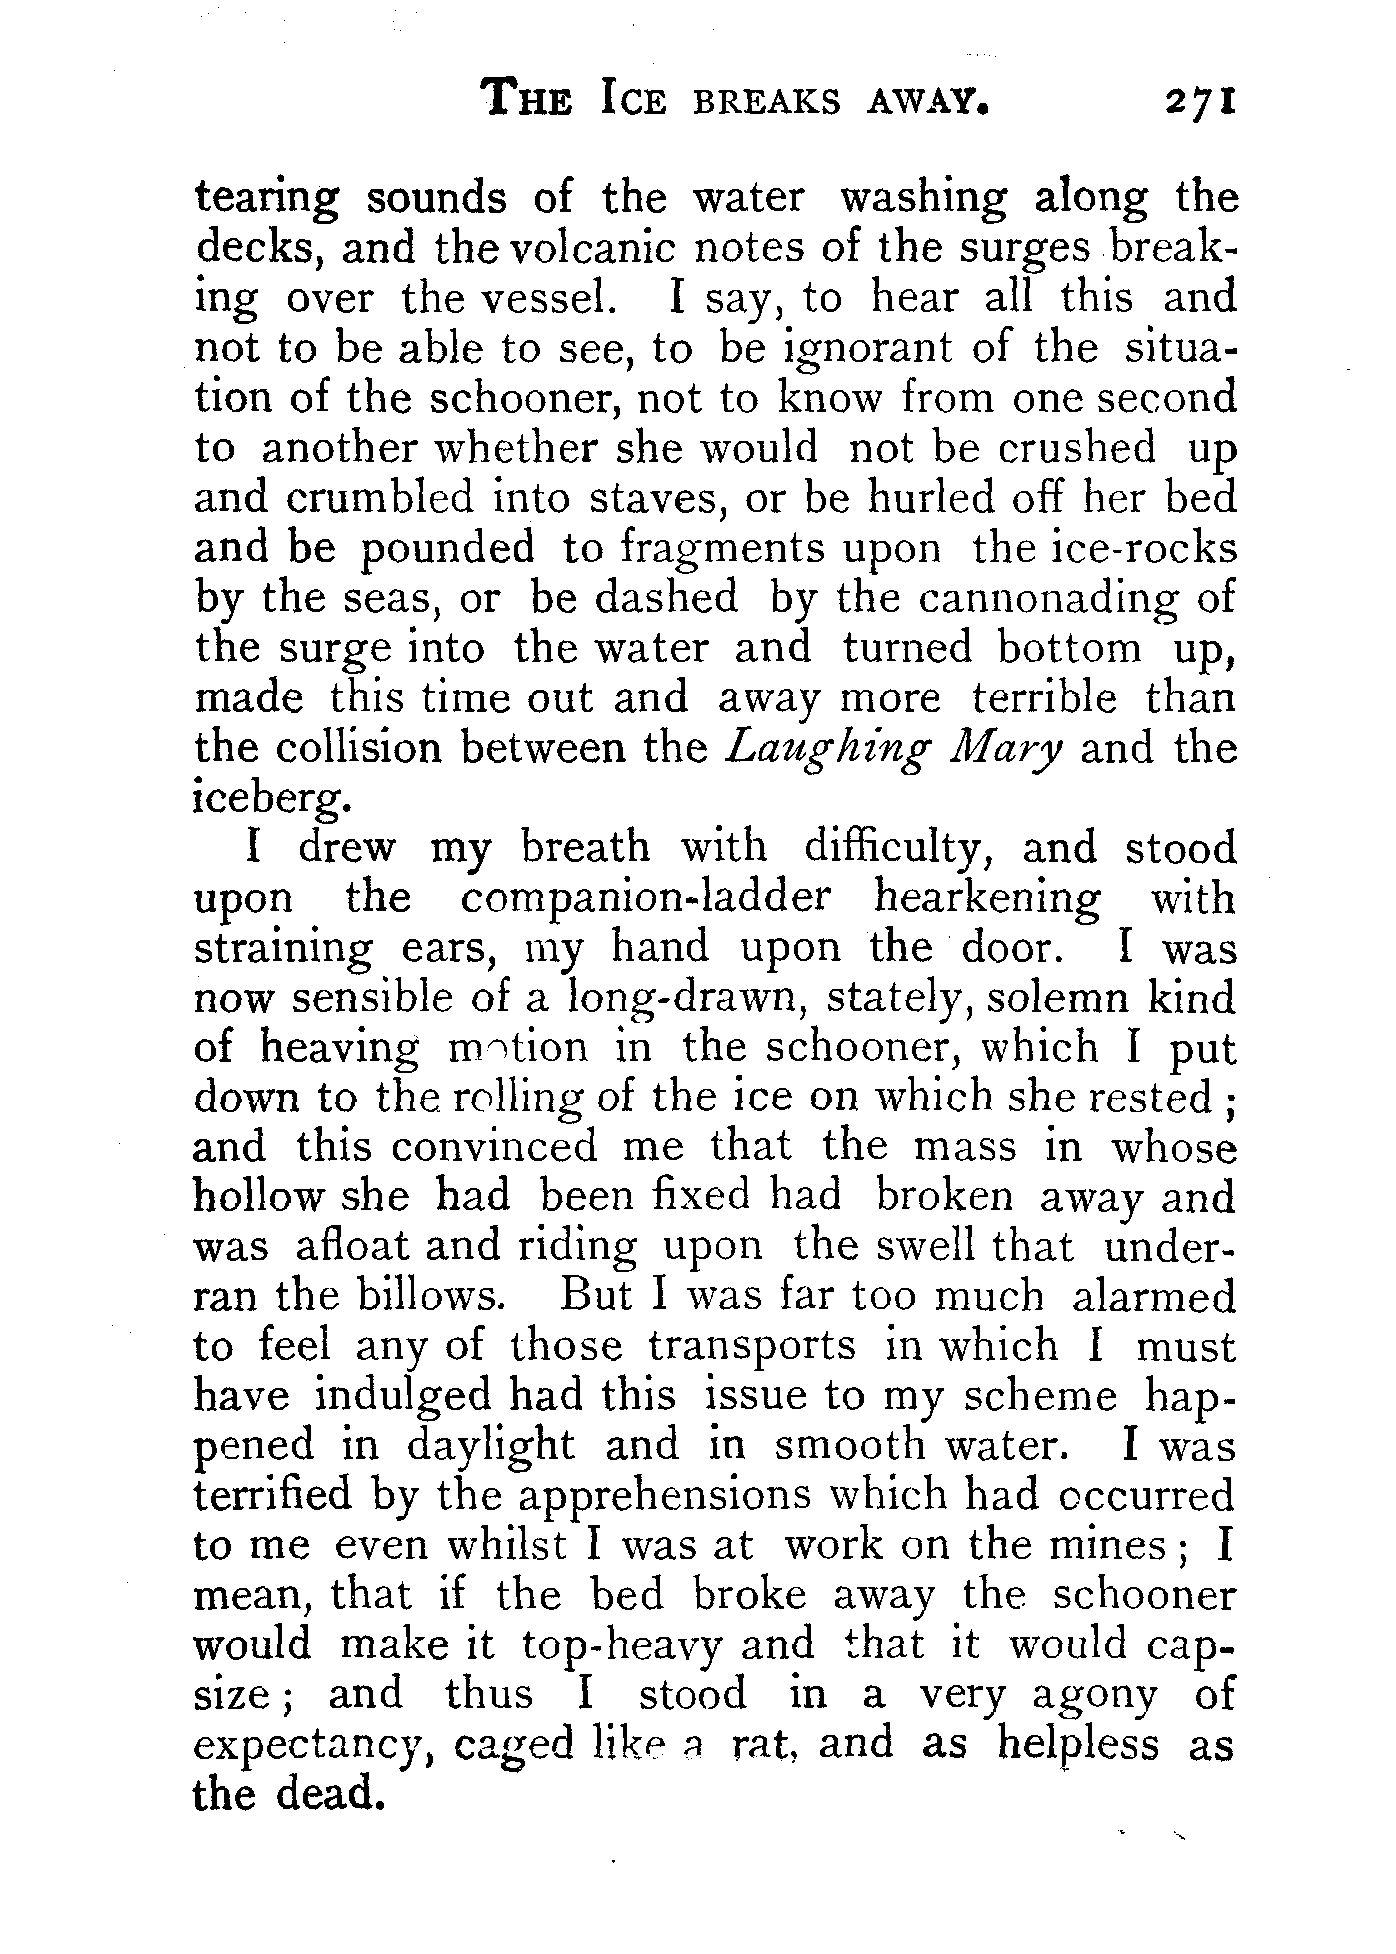 THE ICE BREAKS AWAY. 271
tearing sounds of the water washing along the
decks, and the volcanic notes of the surges break-
ing over the vessel. I say, to hear all this and
not to be able to see, to be ignorant of the situa-
tion of the schooner, not to know from one second
to another whether she would not be crushed up
and crumbled into staves, or be hurled off her bed
and be pounded to fragments upon the ice-rocks
by the seas, or be dashed by the cannonading of
the surge into the water and turned bottom up,
made this time out and away more terrible than
the collision between the Laughing Mary and the
iceberg.
I drew my breath with difficulty, and stood
upon the companion-ladder hearkening with
straining ears, my hand upon the door. I was
now sensible of a long-drawn, stately, solemn kind
of heaving motion in the schooner, which I put
down to the rolling of the ice on which she rested ;
and this convinced me that the mass in whose
hollow she had been fixed had broken away and
was afloat and riding upon the swell that under-
ran the billows. But I was far too much alarmed
to feel any of those transports in which I must
have indulged had this issue to my scheme hap-
pened in daylight and in smooth water. I was
terrified by the apprehensions which had occurred
to me even whilst I was at work on the mines ; I
mean, that if the bed broke away the schooner
would make it top-heavy and that it would cap-
size ; and thus I stood in a very agony of
expectancy, caged like a rat, and as helpless as
the dead.